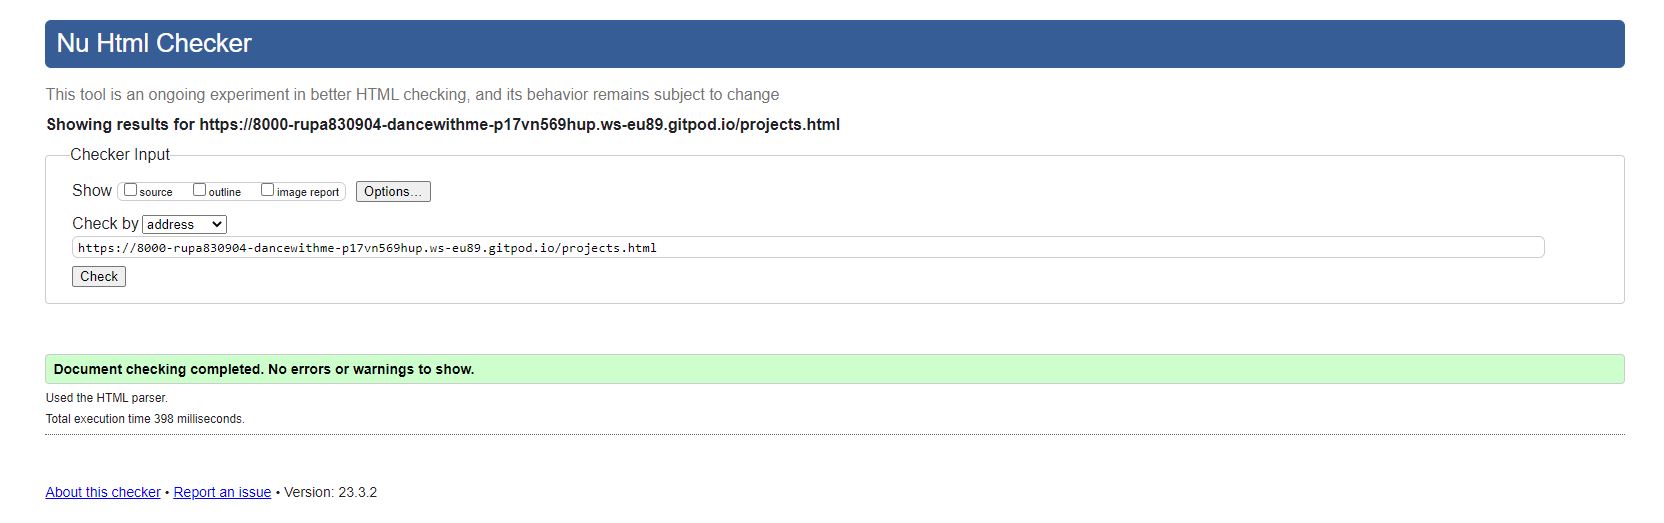 Nu Html Checker
This tool is an ongoing experiment in better HTML checking, and its behavior remains subject to change
Showing results for https://8000-rupa830904-dancewithme-p17vn569hup.ws-eu89.gitpod.io/projects.html
Checker Input
Show source outline image report Options...
Check by address
https://8000-rupa830904-dancewithme-p17vn569hup.ws-eu89.gitpod.io/projects.html
Check
Document checking completed. No errors or warnings to show.
Used the HTML parser.
Total execution time 398 milliseconds.
About this checker • Report an issue • Version: 23.3.2